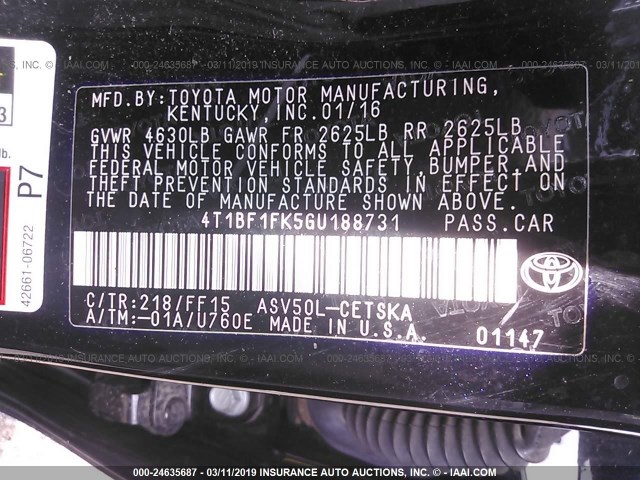 000-24635687 - 03/11/2019 INSURANCE AUTO AUCTIONS, INC. - © IAAI.COM
MFD.BY:TOYOTA MOTOR MANUFACTURING,
KENTUCKY,INC.01/16
GVWR 4630LB GAWR FR 2625LB RR 2625LB
THIS VEHICLE CONFORMS TO ALL APPLICABLE
FEDERAL MOTOR VEHICLE SAFETY,BUMPER,AND
THEFT PREVENTION STANDARDS IN EFFECT ON
THE DATE OF MANUFACTURE SHOWN ABOVE.
4T1BF1FK5GU188731 PASS.CAR
C/TR:218/FF15 ASV50L-CETSKA
A/TM:-01A/U760E MADE IN U.S.A.
01147
3
lb.
P7
42661-06722
000-24635687 - 03/11/2019 INSURANCE AUTO AUCTIONS, INC. - © IAAI.COM